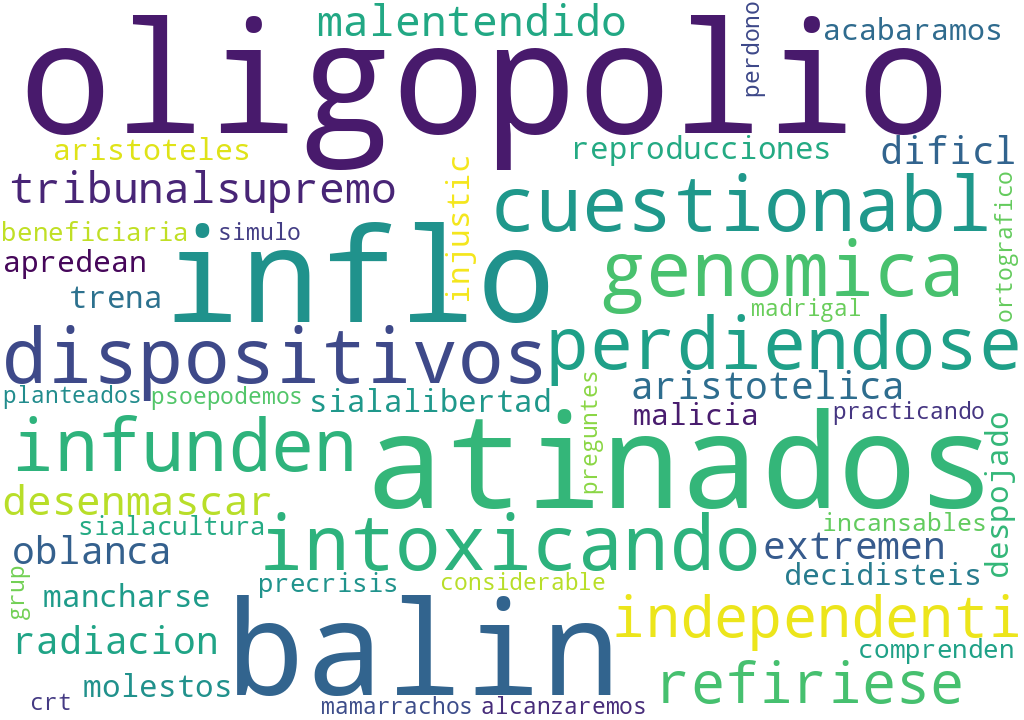 malentendido
perdono
acabaramos
oligopolio
aristoteles
reproducciones
dificl
tribunalsupremo
injustic
cuestionabl
ortografico
beneficiaria
simulo
inflo
apredean
genomica
trena
madrigal
dispositivos
perdiendose
planteados
psoepodemos
sialalibertad
aristotelica
preguntes
malicia
practicando
infunden
atinados
despojado
desenmascar
sialacultura
intoxicando
incansables
oblanca
extremen
grup
mancharse
precrisis
considerable
decidisteis
balin
independenti
radiacion
comprenden
molestos
refiriese
crt
mamarrachos
alcanzaremos